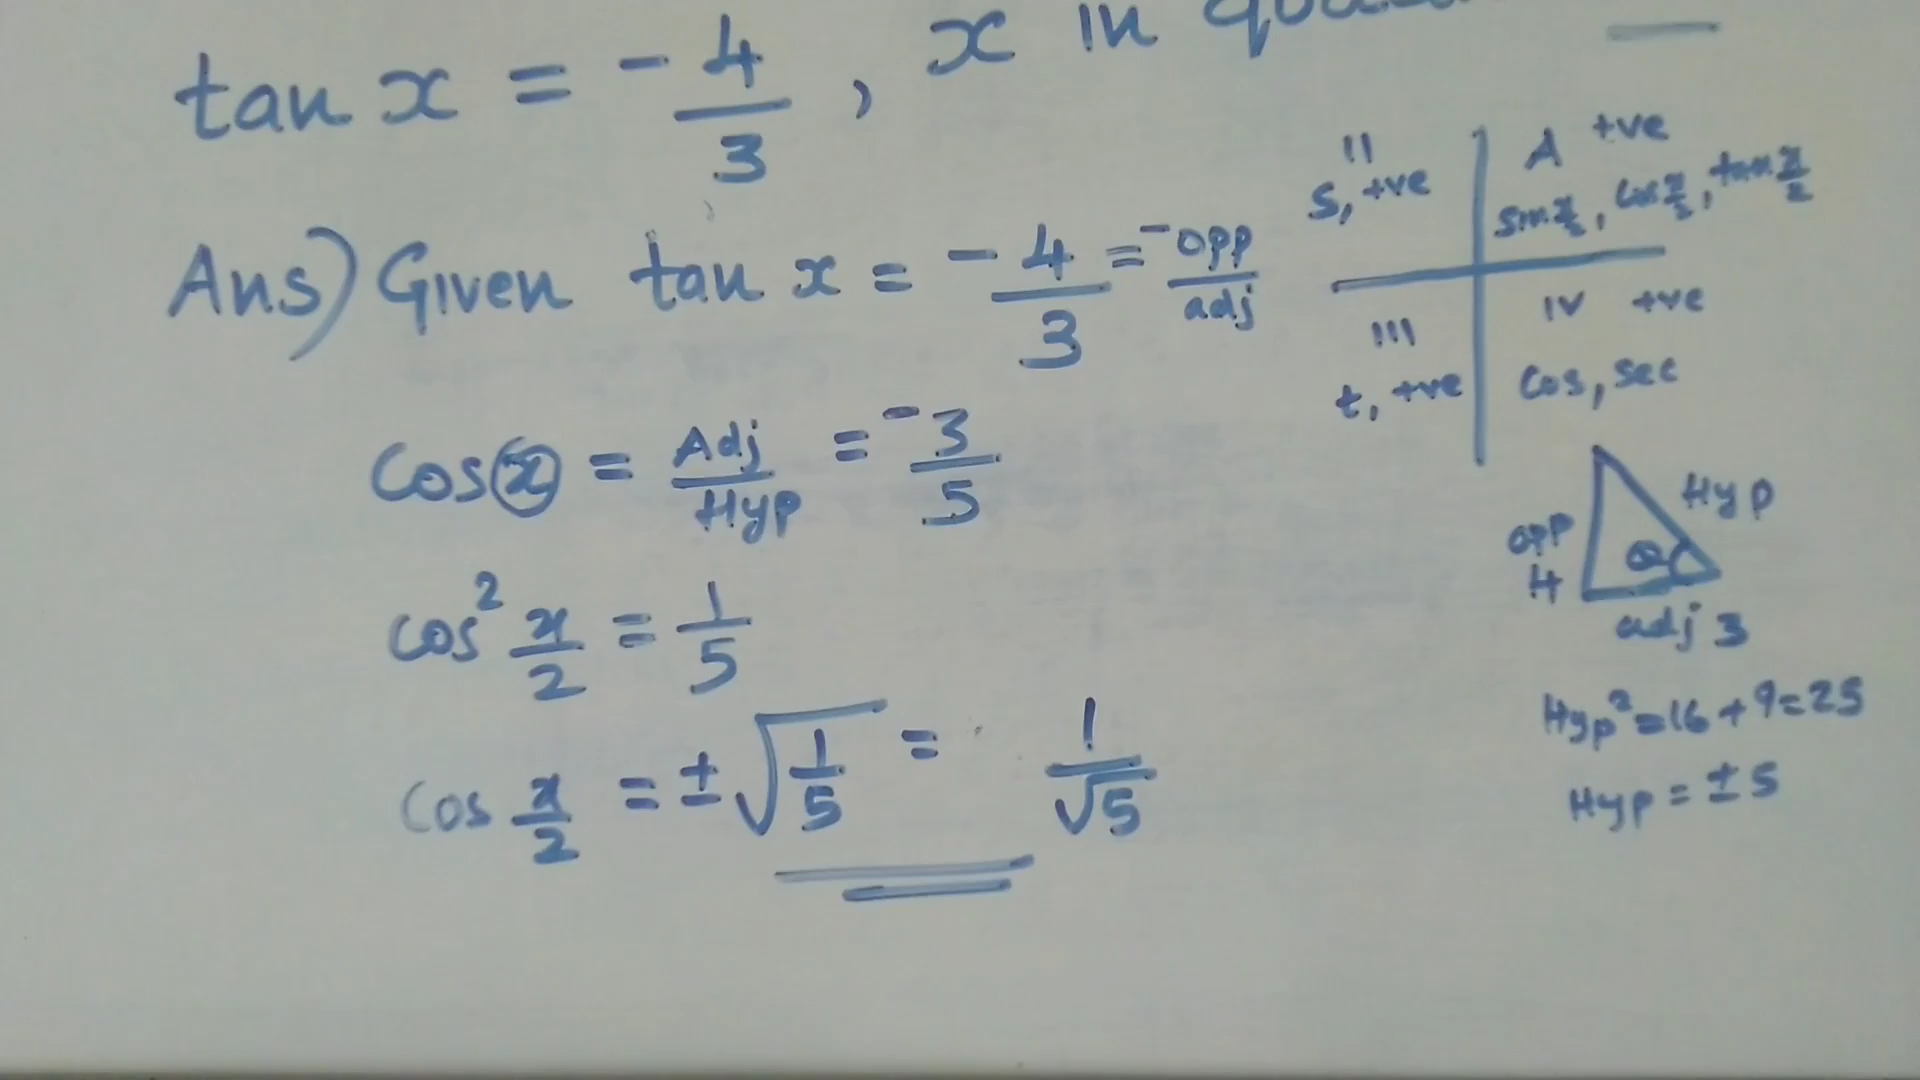 tan x = - 4/3 , x in
Ans) Given tan x = - 4/3 = - opp/adj
cos x = Adj/Hyp = - 3/5
cos² x/2 = 1/5
cos x/2 = ± √1/5 = 1/√5
II
S, +ve
A +ve
sin x/2, cos x/2, tan x/2
III
t, +ve
IV +ve
cos, sec
Hyp
opp
4
adj 3
Hyp² = 16 + 9 = 25
Hyp = ± 5